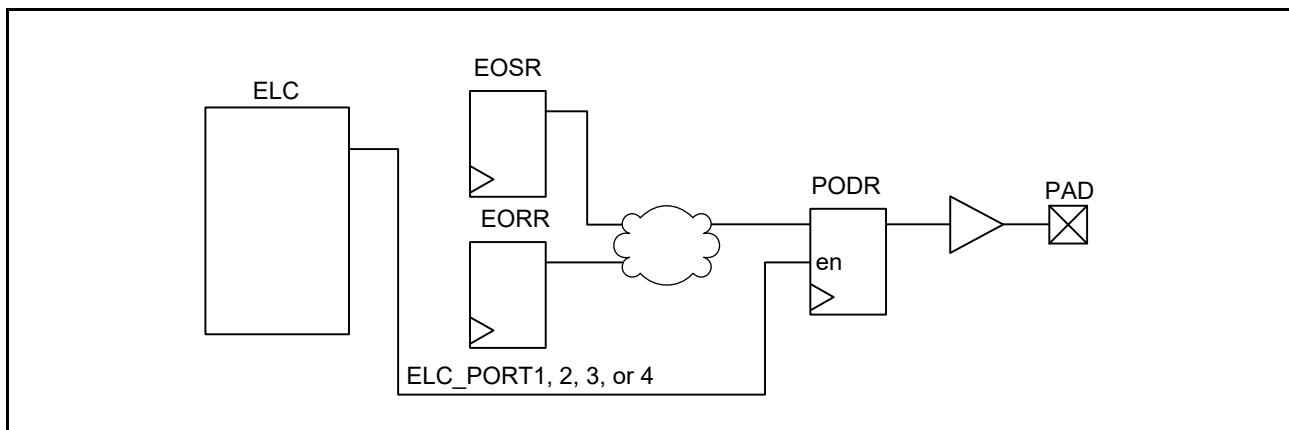 EOSR
ELC
PODR
PAD
EORR
en
ELC_PORT1, 2, 3, or 4